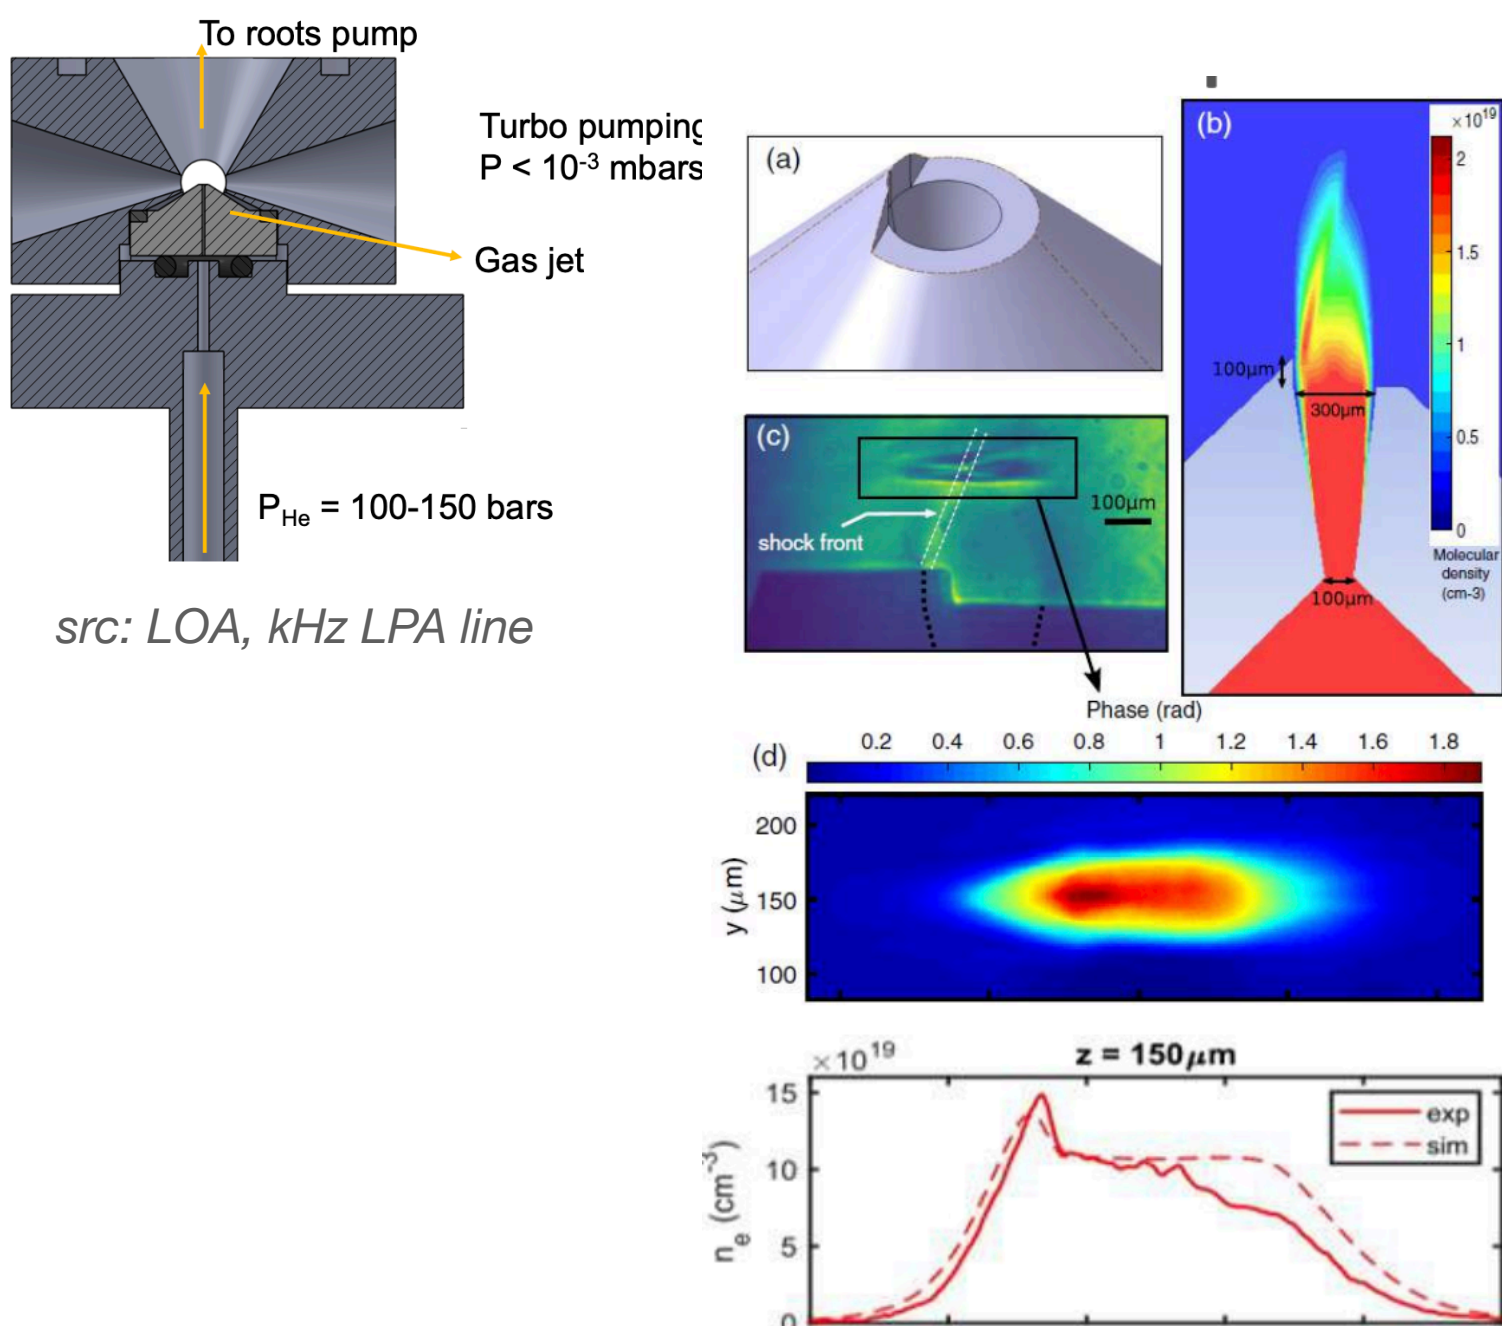 To roots pump
Turbo pumping
P < 10-3 mbars
Gas jet
PHe = 100-150 bars
src: LOA, kHz LPA line
(a)
(b)
×10¹⁹
2
1.5
1
0.5
0
Molecular
density
(cm-3)
100μm
300μm
100μm
(c)
shock front
100μm
Phase (rad)
(d)
0.2 0.4 0.6 0.8 1 1.2 1.4 1.6 1.8
200
150
100
y (μm)
×10¹⁹
z = 150μm
15
10
5
0
nₑ (cm⁻³)
exp
sim